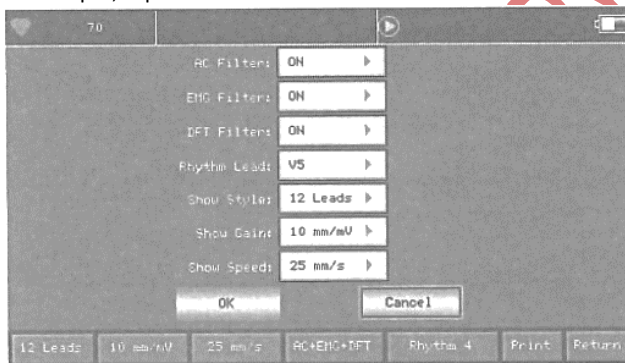 70
AC Filter: ON
EMG Filter: ON
DFT Filter: ON
Rhythm Lead: V5
Show Style: 12 Leads
Show Gain: 10 mm/mV
Show Speed: 25 mm/s
OK Cancel
12 Leads 10 mm/mV 25 mm/s AC+EMG+DFT Rhythm 4 Print Return